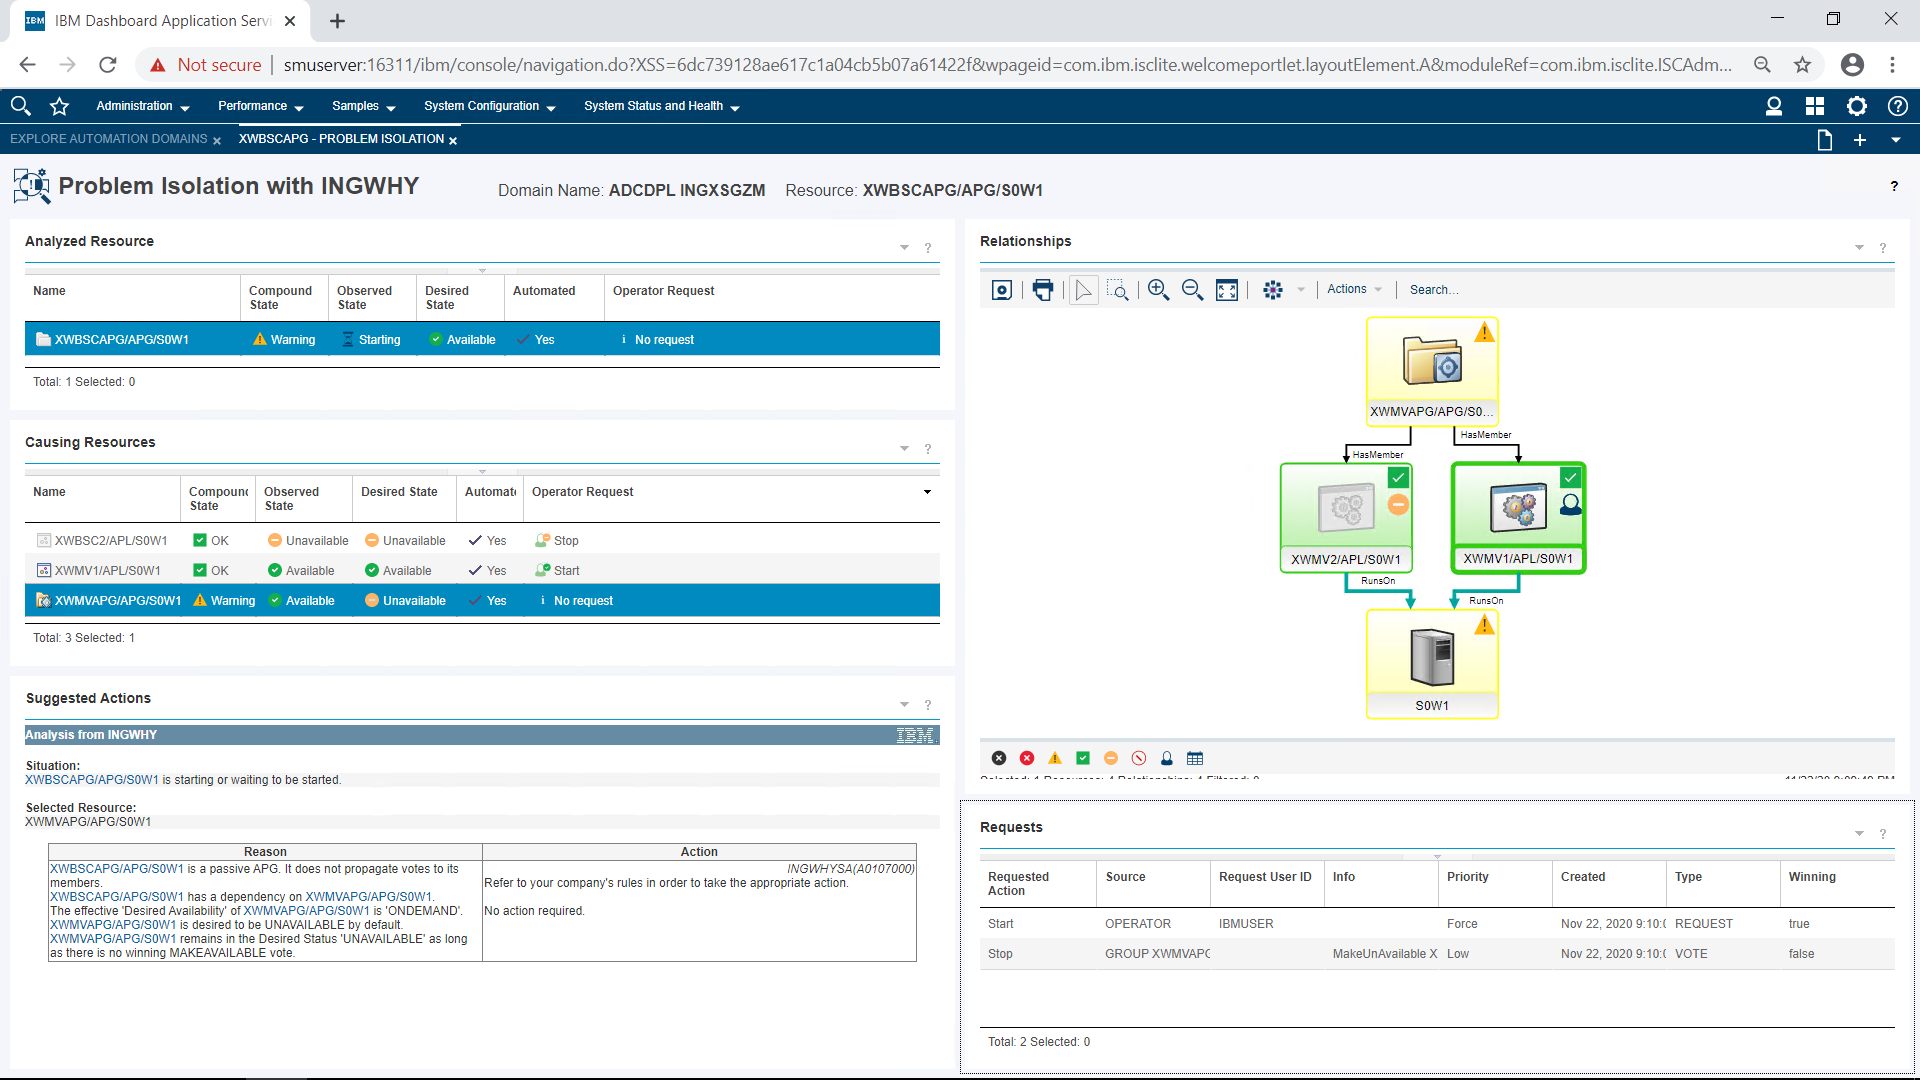 IBM Dashboard Application Servi
Not secure
smuserver:16311/ibm/console/navigation.do?XSS=6dc739128ae617c1a04cb5b07a61422f&wpageid=com.ibm.isclite.welcomeportlet.layoutElement.A&moduleRef=com.ibm.isclite.ISCAdm...
Administration Performance Samples System Configuration System Status and Health
EXPLORE AUTOMATION DOMAINS XWBSCAPG - PROBLEM ISOLATION
Problem Isolation with INGWHY
Domain Name: ADCDPL INGXSGZM Resource: XWBSCAPG/APG/S0W1
?
Analyzed Resource
?
Name Compound State Observed State Desired State Automated Operator Request
XWBSCAPG/APG/S0W1 Warning Starting Available Yes No request
Total: 1 Selected: 0
Causing Resources
?
Name Compound State Observed State Desired State Automate Operator Request
XWBSC2/APL/S0W1 OK Unavailable Unavailable Yes Stop
XWMV1/APL/S0W1 OK Available Available Yes Start
XWMVAPG/APG/S0W1 Warning Available Unavailable Yes No request
Total: 3 Selected: 1
Suggested Actions
?
Analysis from INGWHY
IBM.
Situation:
XWBSCAPG/APG/S0W1 is starting or waiting to be started.
Selected Resource:
XWMVAPG/APG/S0W1
Reason
XWBSCAPG/APG/S0W1 is a passive APG. It does not propagate votes to its
members.
XWBSCAPG/APG/S0W1 has a dependency on XWMVAPG/APG/S0W1.
The effective 'Desired Availability' of XWMVAPG/APG/S0W1 is 'ONDEMAND'.
XWMVAPG/APG/S0W1 is desired to be UNAVAILABLE by default.
XWMVAPG/APG/S0W1 remains in the Desired Status 'UNAVAILABLE' as long
as there is no winning MAKEAVAILABLE vote.
Action
INGWHYSA(A0107000)
Refer to your company's rules in order to take the appropriate action.
No action required.
Relationships
?
Actions
Search...
XWMVAPG/APG/S0...
HasMember
HasMember
XWMV2/APL/S0W1
XWMV1/APL/S0W1
RunsOn
RunsOn
S0W1
Requests
?
Requested Action Source Request User ID Info Priority Created Type Winning
Start OPERATOR IBMUSER Force Nov 22, 2020 9:10:0 REQUEST true
Stop GROUP XWMVAPG MakeUnAvailable X Low Nov 22, 2020 9:10:0 VOTE false
Total: 2 Selected: 0